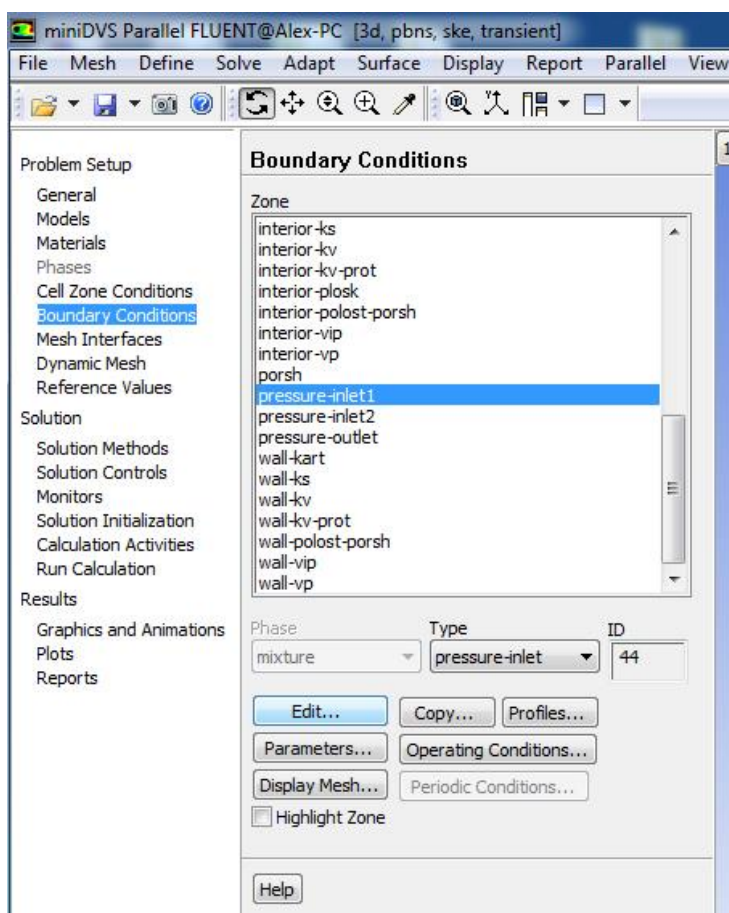 miniDVS Parallel FLUENT@Alex-PC [3d, pbns, ske, transient]
File Mesh Define Solve Adapt Surface Display Report Parallel View
Problem Setup
General
Models
Materials
Phases
Cell Zone Conditions
Boundary Conditions
Mesh Interfaces
Dynamic Mesh
Reference Values
Solution
Solution Methods
Solution Controls
Monitors
Solution Initialization
Calculation Activities
Run Calculation
Results
Graphics and Animations
Plots
Reports
Boundary Conditions
Zone
interior-ks
interior-kv
interior-kv-prot
interior-plosk
interior-polost-porsh
interior-vip
interior-vp
porsh
pressure-inlet1
pressure-inlet2
pressure-outlet
wall-kart
wall-ks
wall-kv
wall-kv-prot
wall-polost-porsh
wall-vip
wall-vp
Phase Type ID
mixture pressure-inlet 44
Edit... Copy... Profiles...
Parameters... Operating Conditions...
Display Mesh... Periodic Conditions...
Highlight Zone
Help
1